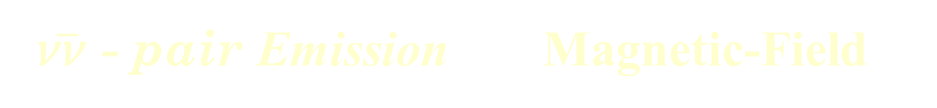 νν̄ - pair Emission Magnetic-Field